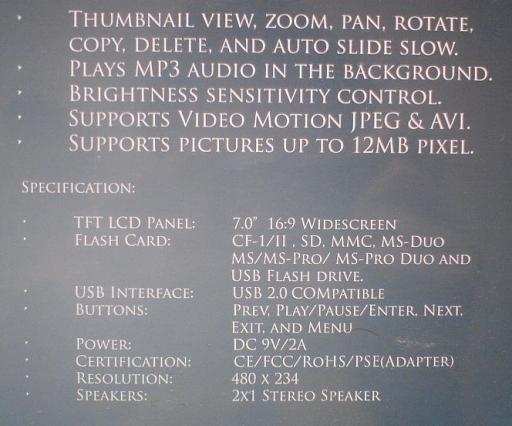 · THUMBNAIL VIEW, ZOOM, PAN, ROTATE,
COPY, DELETE, AND AUTO SLIDE SLOW.
· PLAYS MP3 AUDIO IN THE BACKGROUND.
· BRIGHTNESS SENSITIVITY CONTROL.
· SUPPORTS VIDEO MOTION JPEG & AVI.
· SUPPORTS PICTURES UP TO 12MB PIXEL.
SPECIFICATION:
· TFT LCD PANEL: 7.0" 16:9 WIDESCREEN
· FLASH CARD: CF-1/II , SD, MMC, MS-DUO
MS/MS-PRO/ MS-PRO DUO AND
USB FLASH DRIVE.
· USB INTERFACE: USB 2.0 COMPATIBLE
· BUTTONS: PREV, PLAY/PAUSE/ENTER, NEXT.
EXIT, AND MENU
· POWER: DC 9V/2A
· CERTIFICATION: CE/FCC/ROHS/PSE(ADAPTER)
· RESOLUTION: 480 X 234
· SPEAKERS: 2X1 STEREO SPEAKER